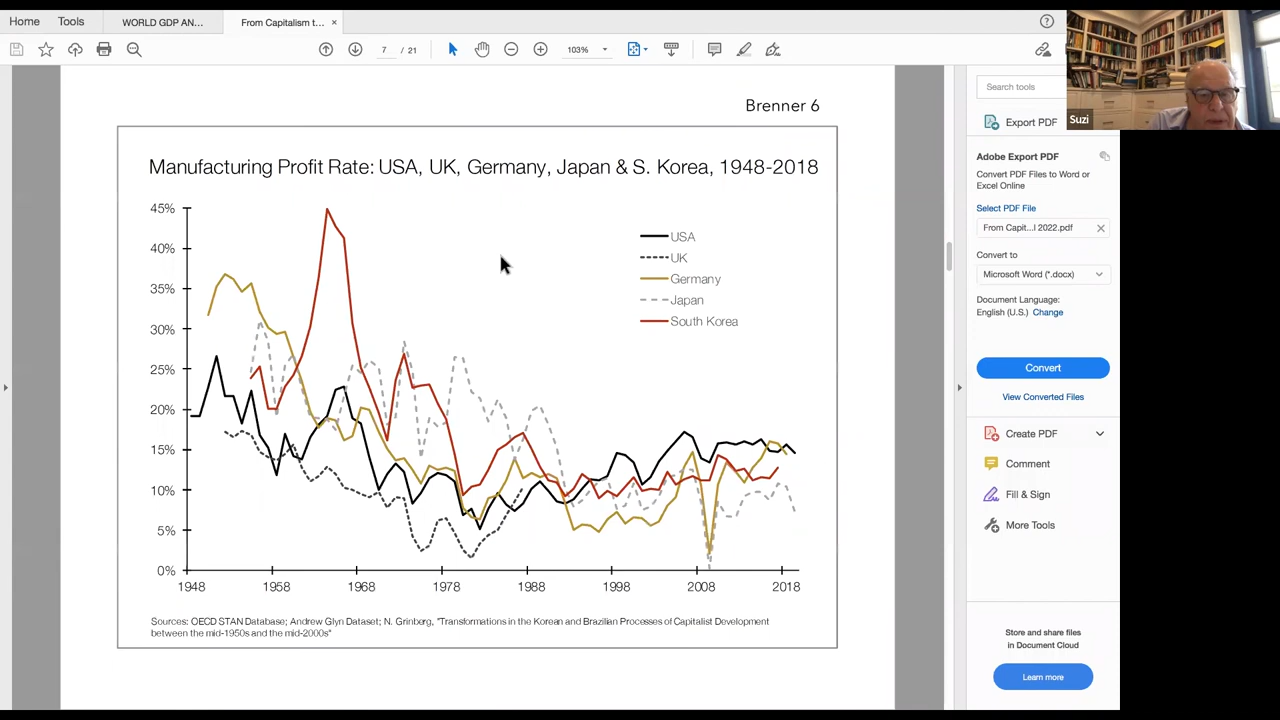 Home
Tools
WORLD GDP AN...
From Capitalism t... ×
7 / 21
103%
Brenner 6
Manufacturing Profit Rate: USA, UK, Germany, Japan & S. Korea, 1948-2018
45%
40%
35%
30%
25%
20%
15%
10%
5%
0%
USA
UK
Germany
Japan
South Korea
1948 1958 1968 1978 1988 1998 2008 2018
Sources: OECD STAN Database; Andrew Glyn Dataset; N. Grinberg, "Transformations in the Korean and Brazilian Processes of Capitalist Development
between the mid-1950s and the mid-2000s"
Search tools
Export PDF
Adobe Export PDF
Convert PDF Files to Word or
Excel Online
Select PDF File
From Capit...l 2022.pdf
Convert to
Microsoft Word (*.docx)
Document Language:
English (U.S.) Change
Convert
View Converted Files
Create PDF
Comment
Fill & Sign
More Tools
Store and share files
in Document Cloud
Learn more
Suzi